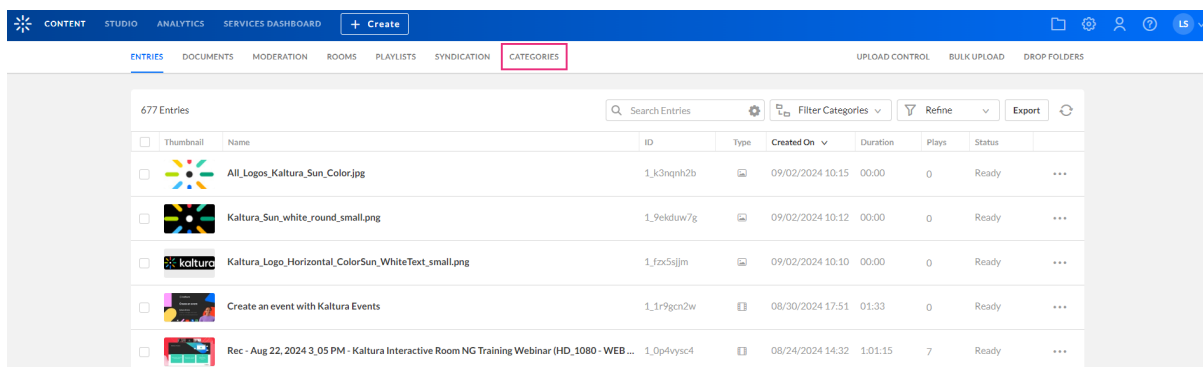 CONTENT STUDIO ANALYTICS SERVICES DASHBOARD + Create LS
ENTRIES DOCUMENTS MODERATION ROOMS PLAYLISTS SYNDICATION CATEGORIES UPLOAD CONTROL BULK UPLOAD DROP FOLDERS
677 Entries Search Entries Filter Categories Refine Export
Thumbnail Name ID Type Created On Duration Plays Status
All_Logos_Kaltura_Sun_Color.jpg 1_k3nqnh2b 09/02/2024 10:15 00:00 0 Ready
Kaltura_Sun_white_round_small.png 1_9ekduw7g 09/02/2024 10:12 00:00 0 Ready
kaltura Kaltura_Logo_Horizontal_ColorSun_WhiteText_small.png 1_fzx5sjjm 09/02/2024 10:10 00:00 0 Ready
Create an event with Kaltura Events 1_1r9gcn2w 08/30/2024 17:51 01:33 0 Ready
Rec - Aug 22, 2024 3_05 PM - Kaltura Interactive Room NG Training Webinar (HD_1080 - WEB ... 1_0p4vysc4 08/24/2024 14:32 1:01:15 7 Ready